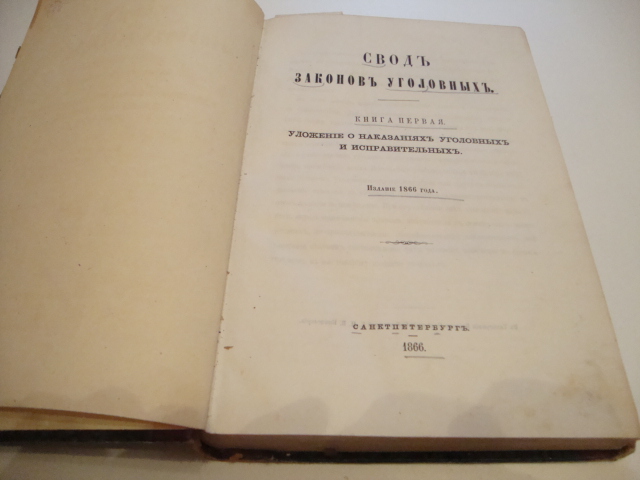 СВОДЪ
ЗАКОНОВЪ УГОЛОВНЫХЪ.
КНИГА ПЕРВАЯ.
УЛОЖЕНІЕ О НАКАЗАНІЯХЪ УГОЛОВНЫХЪ
И ИСПРАВИТЕЛЬНЫХЪ.
ИЗДАНІЕ 1866 ГОДА.
САНКТПЕТЕРБУРГЪ.
1866.